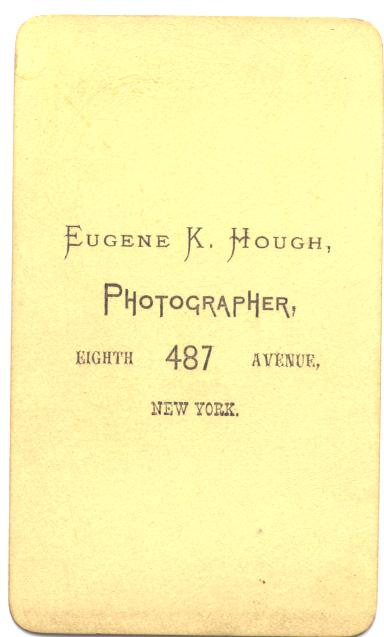 Eugene K. Hough,
Photographer,
EIGHTH 487 AVENUE,
NEW YORK.